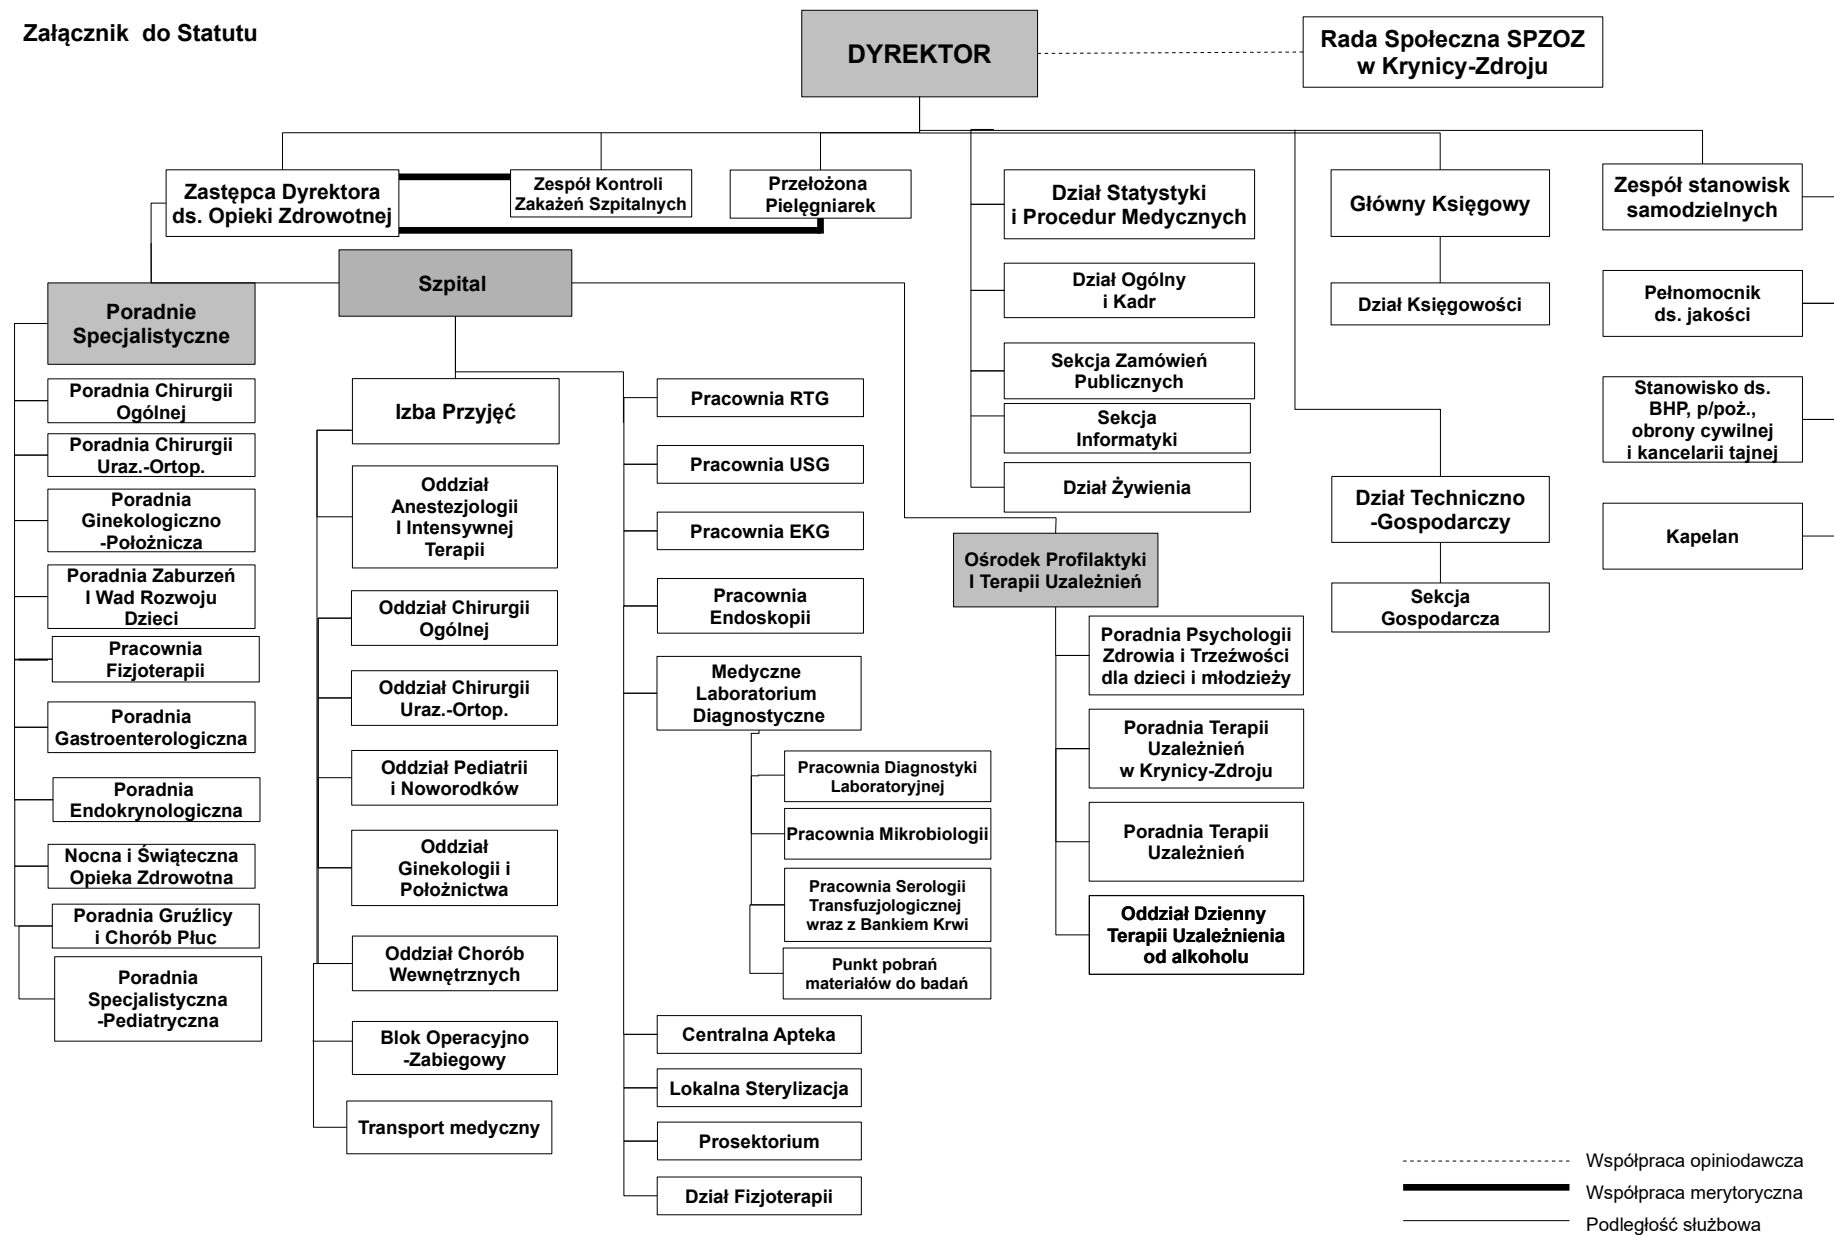 Załącznik do Statutu
DYREKTOR
Rada Społeczna SPZOZ
w Krynicy-Zdroju
Zastępca Dyrektora
ds. Opieki Zdrowotnej
Zespół Kontroli
Zakażeń Szpitalnych
Przełożona
Pielęgniarek
Dział Statystyki
i Procedur Medycznych
Główny Księgowy
Zespół stanowisk
samodzielnych
Szpital
Poradnie
Specjalistyczne
Dział Ogólny
i Kadr
Dział Księgowości
Pełnomocnik
ds. jakości
Sekcja Zamówień
Publicznych
Sekcja
Informatyki
Dział Żywienia
Stanowisko ds.
BHP, p/poż.,
obrony cywilnej
i kancelarii tajnej
Dział Techniczno
-Gospodarczy
Kapelan
Sekcja
Gospodarcza
Poradnia Chirurgii
Ogólnej
Poradnia Chirurgii
Uraz.-Ortop.
Poradnia
Ginekologiczno
-Położnicza
Poradnia Zaburzeń
I Wad Rozwoju
Dzieci
Pracownia
Fizjoterapii
Poradnia
Gastroenterologiczna
Poradnia
Endokrynologiczna
Nocna i Świąteczna
Opieka Zdrowotna
Poradnia Gruźlicy
i Chorób Płuc
Poradnia
Specjalistyczna
-Pediatryczna
Izba Przyjęć
Oddział
Anestezjologii
I Intensywnej
Terapii
Oddział Chirurgii
Ogólnej
Oddział Chirurgii
Uraz.-Ortop.
Oddział Pediatrii
i Noworodków
Oddział
Ginekologii i
Położnictwa
Oddział Chorób
Wewnętrznych
Blok Operacyjno
-Zabiegowy
Transport medyczny
Pracownia RTG
Pracownia USG
Pracownia EKG
Pracownia
Endoskopii
Medyczne
Laboratorium
Diagnostyczne
Pracownia Diagnostyki
Laboratoryjnej
Pracownia Mikrobiologii
Pracownia Serologii
Transfuzjologicznej
wraz z Bankiem Krwi
Punkt pobrań
materiałów do badań
Centralna Apteka
Lokalna Sterylizacja
Prosektorium
Dział Fizjoterapii
Ośrodek Profilaktyki
I Terapii Uzależnień
Poradnia Psychologii
Zdrowia i Trzeźwości
dla dzieci i młodzieży
Poradnia Terapii
Uzależnień
w Krynicy-Zdroju
Poradnia Terapii
Uzależnień
Oddział Dzienny
Terapii Uzależnienia
od alkoholu
Współpraca opiniodawcza
Współpraca merytoryczna
Podległość służbowa